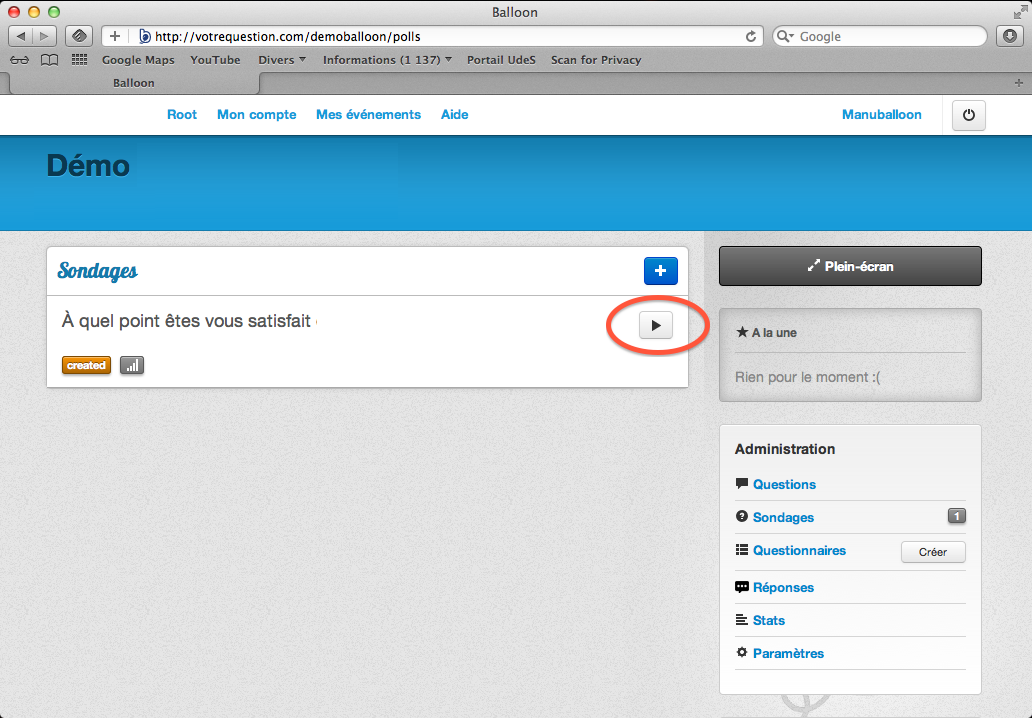 Balloon
http://votrequestion.com/demoballoon/polls
Google
Google Maps YouTube Divers Informations (1 137) Portail UdeS Scan for Privacy
Balloon
Root Mon compte Mes événements Aide Manuballoon
Démo
Sondages
+
À quel point êtes vous satisfait
created
Plein-écran
A la une
Rien pour le moment :(
Administration
Questions
Sondages 1
Questionnaires Créer
Réponses
Stats
Paramètres